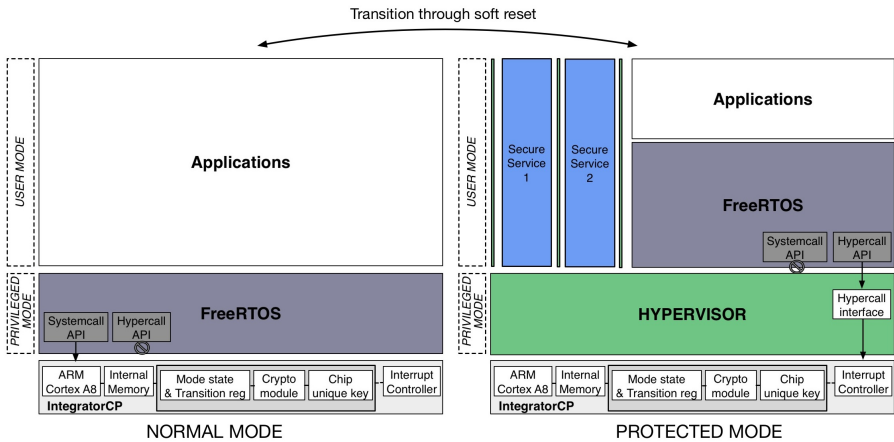 Transition through soft reset
USER MODE
Applications
PRIVILEGED
MODE
FreeRTOS
Systemcall
API
Hypercall
API
ARM
Cortex A8
Internal
Memory
Mode state
& Transition reg
Crypto
module
Chip
unique key
Interrupt
Controller
IntegratorCP
NORMAL MODE
USER MODE
Secure
Service
1
Secure
Service
2
Applications
FreeRTOS
Systemcall
API
Hypercall
API
PRIVILEGED
MODE
HYPERVISOR
Hypercall
interface
ARM
Cortex A8
Internal
Memory
Mode state
& Transition reg
Crypto
module
Chip
unique key
Interrupt
Controller
IntegratorCP
PROTECTED MODE